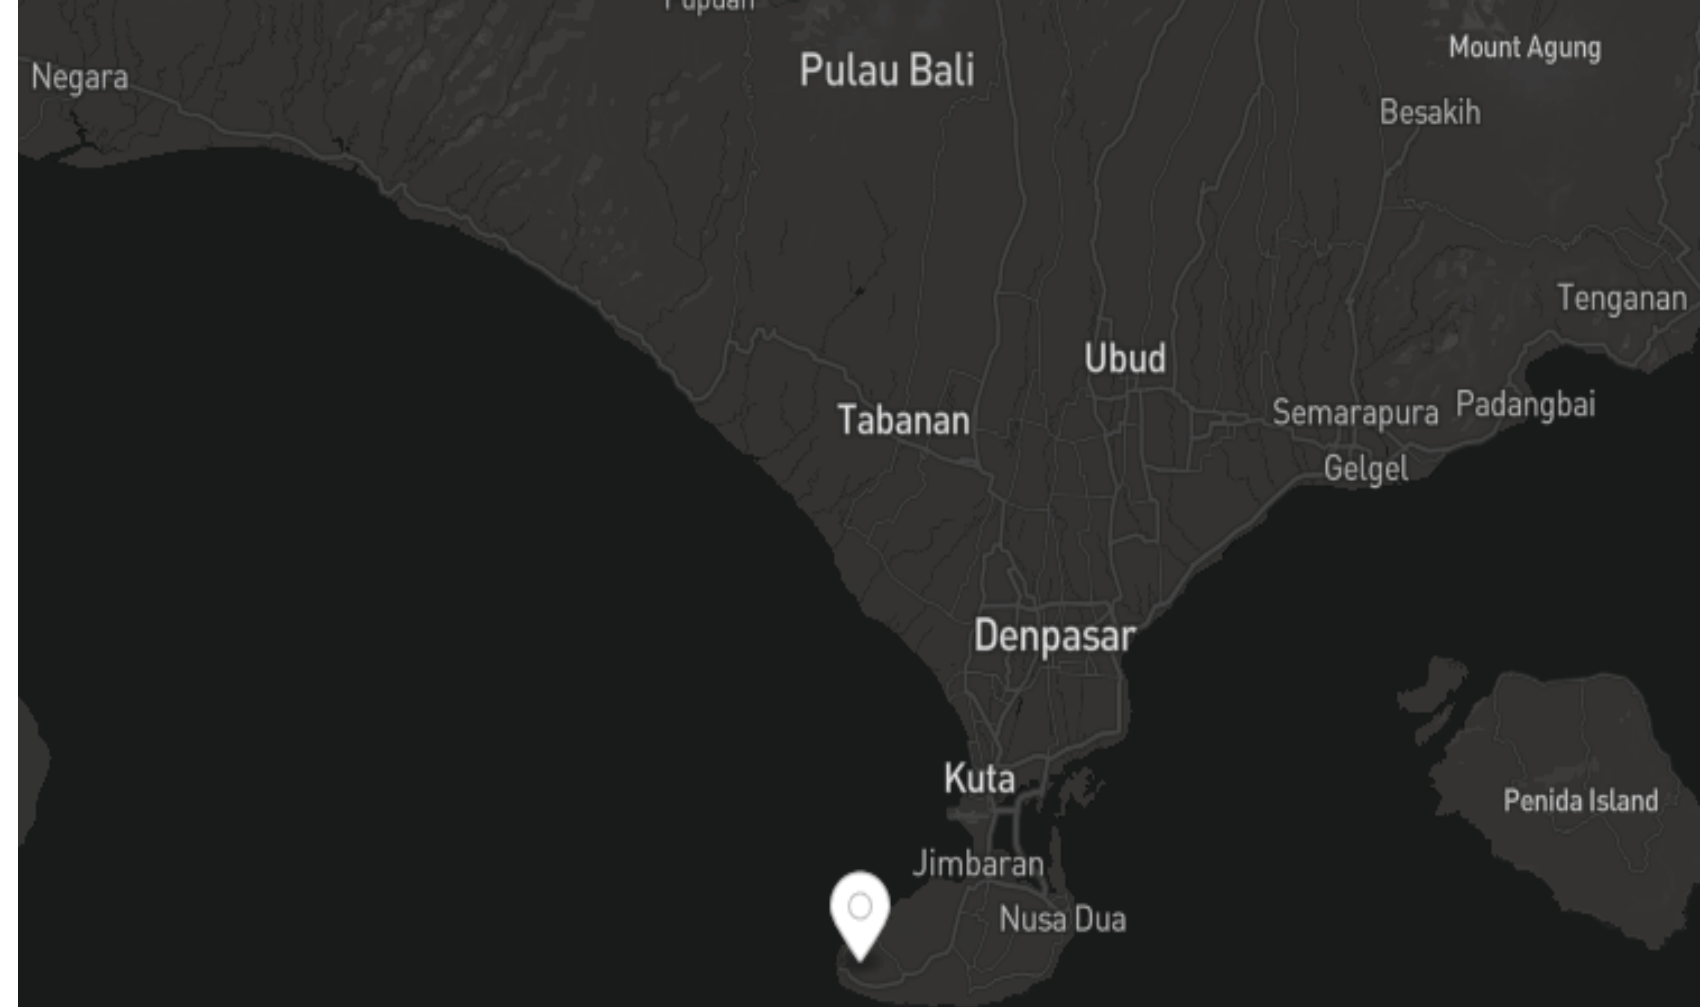 Pupuan
Negara
Pulau Bali
Mount Agung
Besakih
Tenganan
Ubud
Tabanan
Semarapura
Padangbai
Gelgel
Denpasar
Kuta
Penida Island
Jimbaran
Nusa Dua